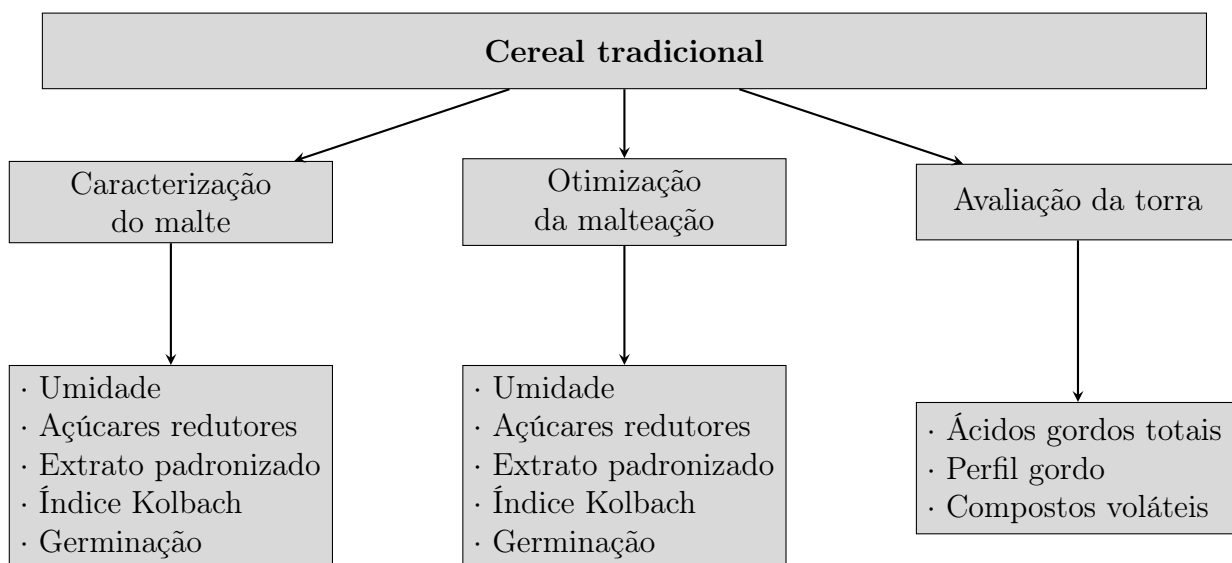 Cereal tradicional
Caracterização
do malte
Otimização
da malteação
Avaliação da torra
· Umidade
· Açúcares redutores
· Extrato padronizado
· Índice Kolbach
· Germinação
· Umidade
· Açúcares redutores
· Extrato padronizado
· Índice Kolbach
· Germinação
· Ácidos gordos totais
· Perfil gordo
· Compostos voláteis